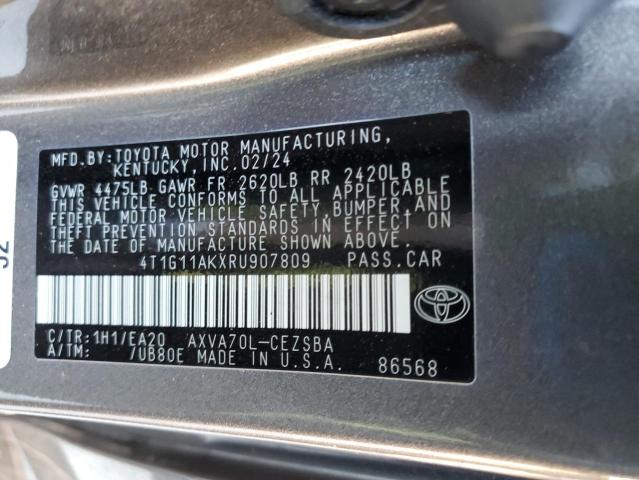 MFD.BY:TOYOTA MOTOR MANUFACTURING,
KENTUCKY, INC. 02/24
GVWR 4475LB GAWR FR 2620LB RR 2420LB
THIS VEHICLE CONFORMS TO ALL APPLICABLE
FEDERAL MOTOR VEHICLE SAFETY, BUMPER, AND
THEFT PREVENTION STANDARDS IN EFFECT ON
THE DATE OF MANUFACTURE SHOWN ABOVE.
4T1G11AKXRU907809 PASS.CAR
C/TR:1H1/EA20 AXVA70L-CEZSBA
A/TM: /UB80E MADE IN U.S.A. 86568